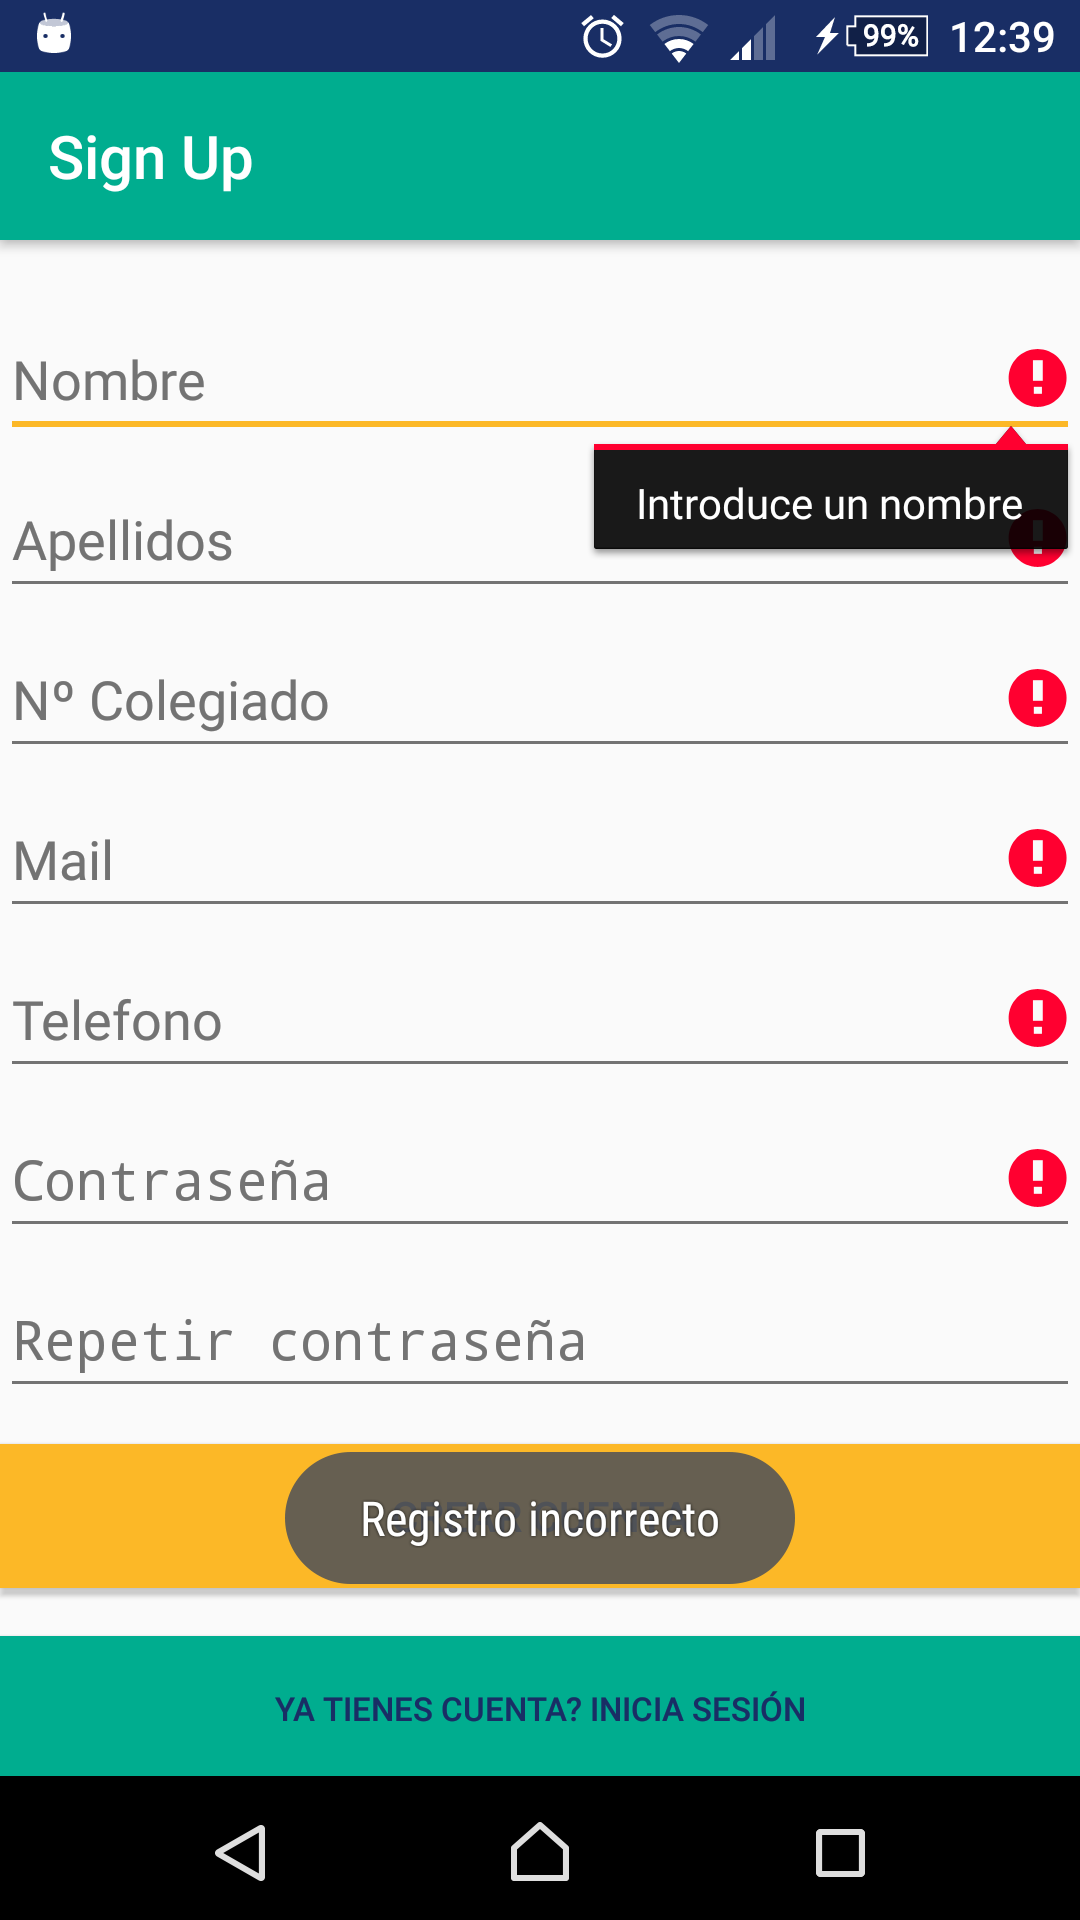 99% 12:39
Sign Up
Nombre
Introduce un nombre
Apellidos
Nº Colegiado
Mail
Telefono
Contraseña
Repetir contraseña
Registro incorrecto
YA TIENES CUENTA? INICIA SESIÓN